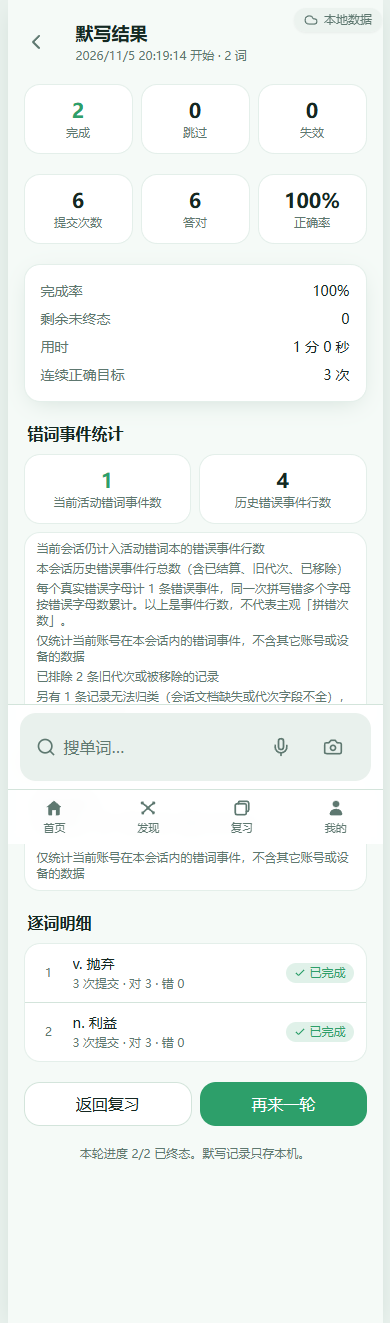 本地数据
默写结果
2026/11/5 20:19:14 开始 · 2 词
2
完成
0
跳过
0
失效
6
提交次数
6
答对
100%
正确率
完成率 100%
剩余未终态 0
用时 1 分 0 秒
连续正确目标 3 次
错词事件统计
1
当前活动错词事件数
4
历史错误事件行数
当前会话仍计入活动错词本的错误事件行数
本会话历史错误事件行总数（含已结算、旧代次、已移除）
每个真实错误字母计 1 条错误事件，同一次拼写错多个字母
按错误字母数累计。以上是事件行数，不代表主观「拼错次
数」。
仅统计当前账号在本会话内的错词事件，不含其它账号或设
备的数据
已排除 2 条旧代次或被移除的记录
另有 1 条记录无法归类（会话文档缺失或代次字段不全），
搜单词...
首页
发现
复习
我的
仅统计当前账号在本会话内的错词事件，不含其它账号或设
备的数据
逐词明细
1
v. 抛弃
3 次提交 · 对 3 · 错 0
已完成
2
n. 利益
3 次提交 · 对 3 · 错 0
已完成
返回复习
再来一轮
本轮进度 2/2 已终态。默写记录只存本机。